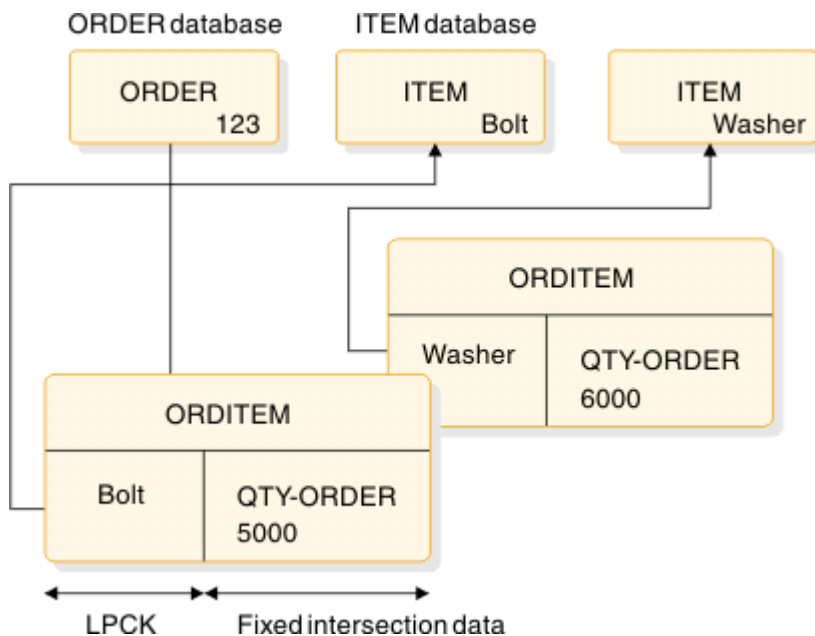 ORDER database
ITEM database
ORDER
123
ITEM
Bolt
ITEM
Washer
ORDITEM
Washer
QTY-ORDER
6000
ORDITEM
Bolt
QTY-ORDER
5000
LPCK
Fixed intersection data